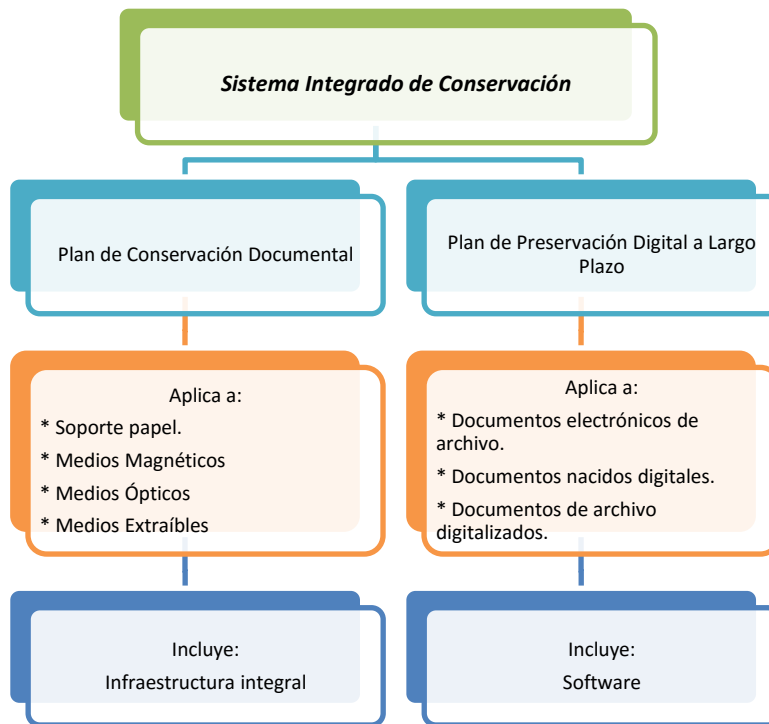 Sistema Integrado de Conservación
Plan de Conservación Documental
Plan de Preservación Digital a Largo
Plazo
Aplica a:
* Soporte papel.
* Medios Magnéticos
* Medios Ópticos
* Medios Extraíbles
Aplica a:
* Documentos electrónicos de
archivo.
* Documentos nacidos digitales.
* Documentos de archivo
digitalizados.
Incluye:
Infraestructura integral
Incluye:
Software